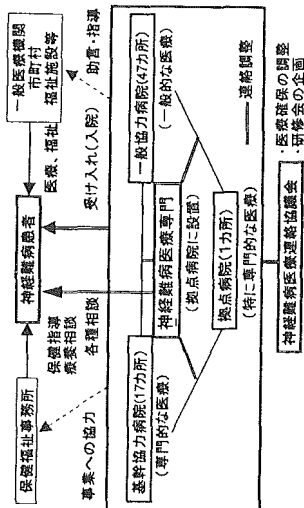 保健福祉事務所
神経難病患者
一般医療機関
市町村
福祉施設等
保健指導
療養相談
医療、福祉
事業への協力
各種相談
受け入れ(入院)
助言・指導
基幹協力病院(17カ所)
(専門的な医療)
神経難病医療専門
(拠点病院に設置)
一般協力病院(47カ所)
(一般的な医療)
拠点病院(1カ所)
(特に専門的な医療)
連絡調整
神経難病医療連絡協議会
・医療確保の調整
・研修会の企画